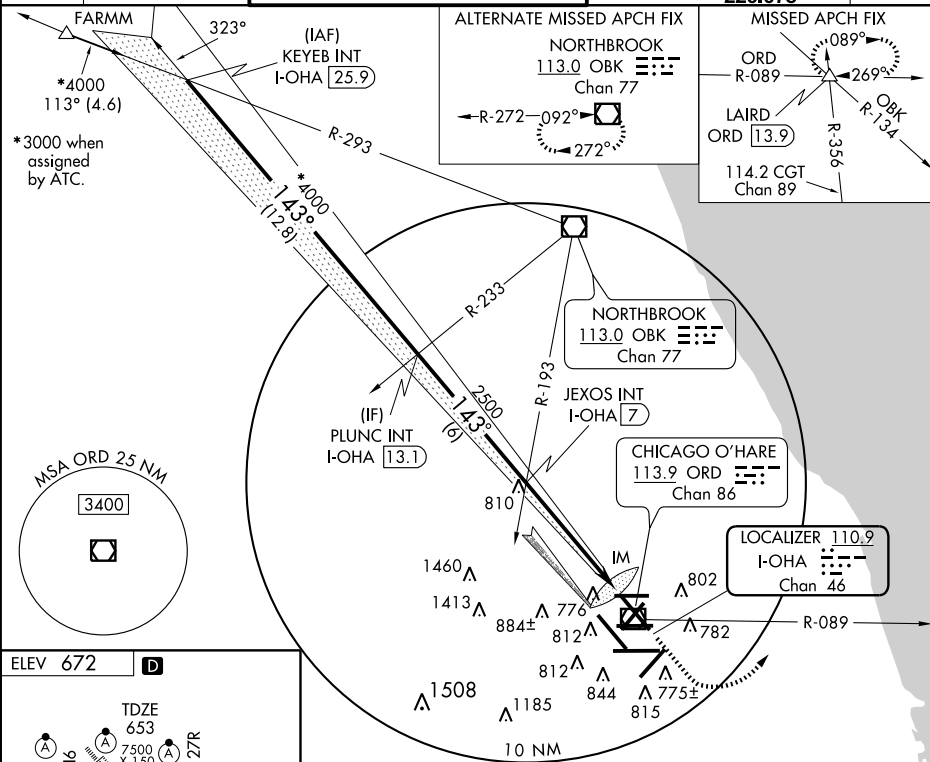 FARMM
*4000
113° (4.6)
*3000 when
assigned
by ATC.
323°
(IAF)
KEYEB INT
I-OHA 25.9
R-293
*4000
143°
(12.8)
ALTERNATE MISSED APCH FIX
NORTHBROOK
113.0 OBK
Chan 77
R-272
092°
272°
MISSED APCH FIX
089°
ORD
R-089
269°
LAIRD
ORD 13.9
OBK
R-134
R-356
114.2 CGT
Chan 89
R-233
NORTHBROOK
113.0 OBK
Chan 77
R-193
2500
143°
(6)
(IF)
PLUNC INT
I-OHA 13.1
JEXOS INT
I-OHA 7
CHICAGO O'HARE
113.9 ORD
Chan 86
MSA ORD 25 NM
3400
810
IM
LOCALIZER 110.9
I-OHA
Chan 46
1460
1413
884±
776
812
802
782
R-089
812
844
775±
815
1508
1185
10 NM
ELEV 672
D
TDZE
653
A
A
A
7500
X 150
27R